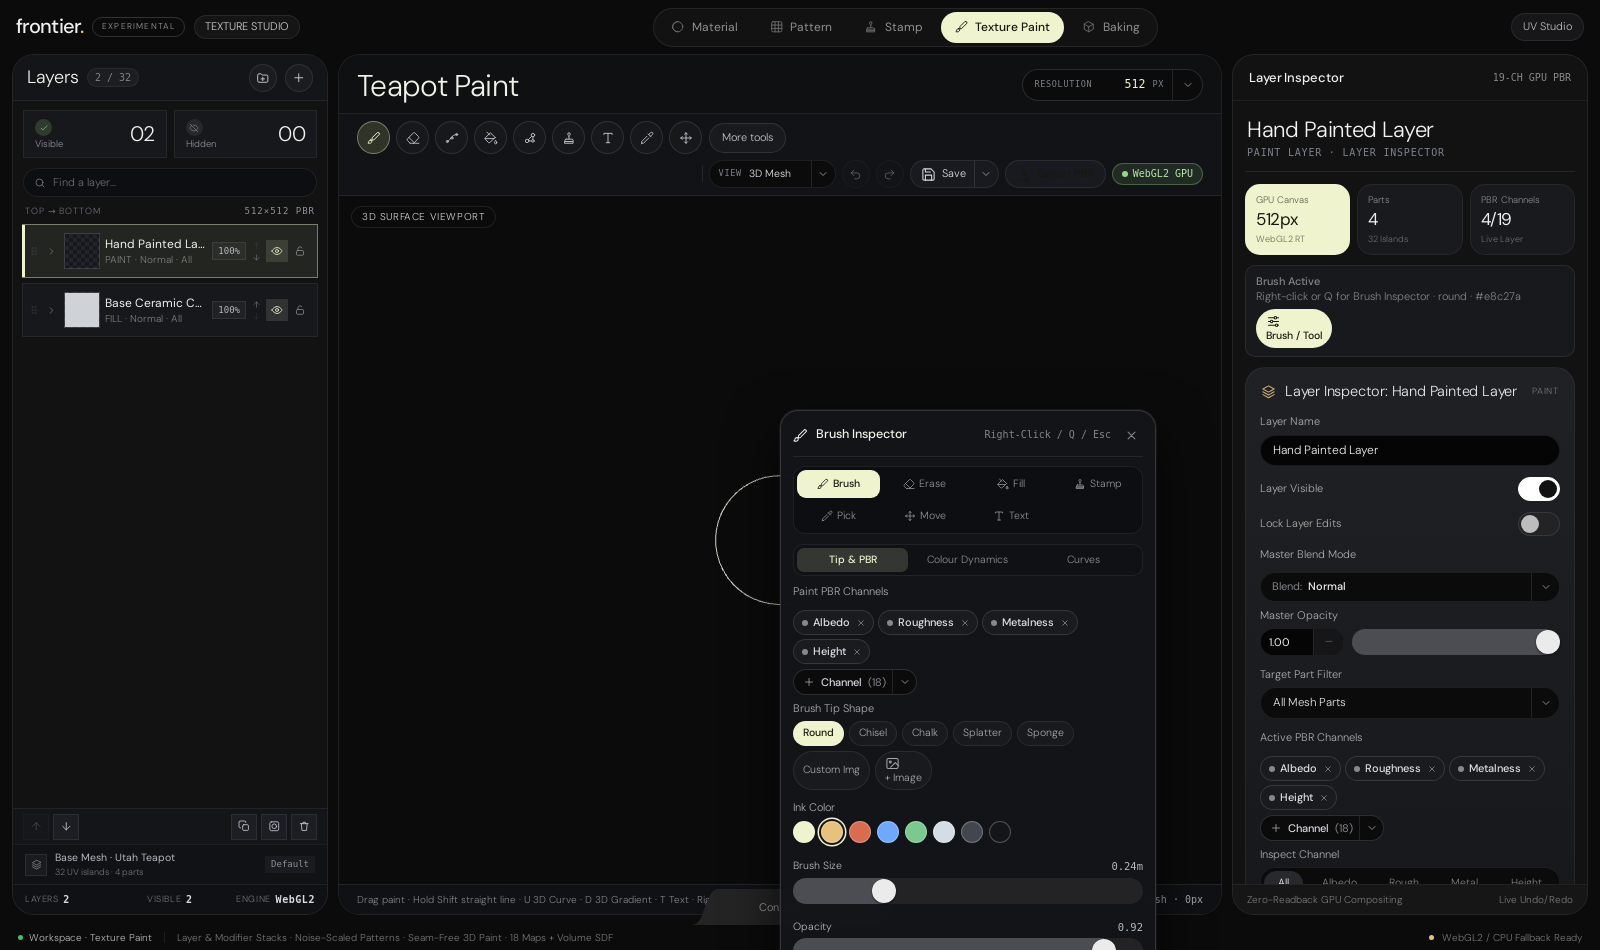 frontier.
EXPERIMENTAL
TEXTURE STUDIO
Material
Pattern
Stamp
Texture Paint
Baking
UV Studio
Layers
2 / 32
Visible
02
Hidden
00
Find a layer...
TOP → BOTTOM
512×512 PBR
Hand Painted La...
PAINT · Normal · All
100%
Base Ceramic C...
FILL · Normal · All
100%
Base Mesh · Utah Teapot
32 UV islands · 4 parts
Default
LAYERS 2
VISIBLE 2
ENGINE WebGL2
Teapot Paint
RESOLUTION 512 PX
More tools
VIEW 3D Mesh
Save
WebGL2 GPU
3D SURFACE VIEWPORT
Brush Inspector
Right-Click / Q / Esc
Brush
Erase
Fill
Stamp
Pick
Move
Text
Tip & PBR
Colour Dynamics
Curves
Paint PBR Channels
Albedo ×
Roughness ×
Metalness ×
Height ×
+ Channel (18)
Brush Tip Shape
Round
Chisel
Chalk
Splatter
Sponge
Custom Img
+ Image
Ink Color
Brush Size
0.24m
Opacity
0.92
Drag paint · Hold Shift straight line · U 3D Curve · D 3D Gradient · T Text ·
· 0px
Layer Inspector
19-CH GPU PBR
Hand Painted Layer
PAINT LAYER · LAYER INSPECTOR
GPU Canvas
512px
WebGL2 RT
Parts
4
32 Islands
PBR Channels
4/19
Live Layer
Brush Active
Right-click or Q for Brush Inspector · round · #e8c27a
Brush / Tool
Layer Inspector: Hand Painted Layer
PAINT
Layer Name
Hand Painted Layer
Layer Visible
Lock Layer Edits
Master Blend Mode
Blend: Normal
Master Opacity
1.00
Target Part Filter
All Mesh Parts
Active PBR Channels
Albedo ×
Roughness ×
Metalness ×
Height ×
+ Channel (18)
Inspect Channel
All
Albedo
Rough
Metal
Height
Zero-Readback GPU Compositing
Live Undo/Redo
Workspace · Texture Paint
Layer & Modifier Stacks · Noise-Scaled Patterns · Seam-Free 3D Paint · 18 Maps + Volume SDF
WebGL2 / CPU Fallback Ready